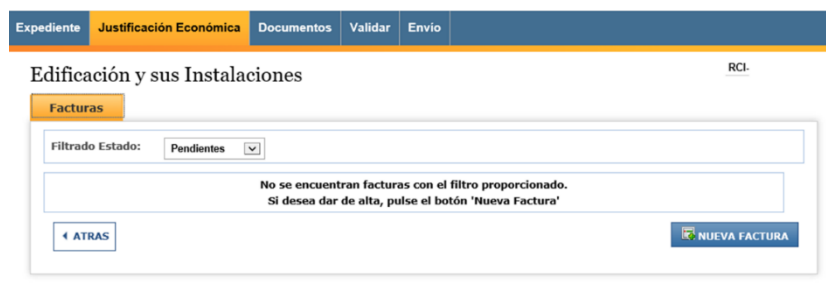 Expediente Justificación Económica Documentos Validar Envio
Edificación y sus Instalaciones
RCI-
Facturas
Filtrado Estado: Pendientes
No se encuentran facturas con el filtro proporcionado.
Si desea dar de alta, pulse el botón 'Nueva Factura'
ATRAS
NUEVA FACTURA